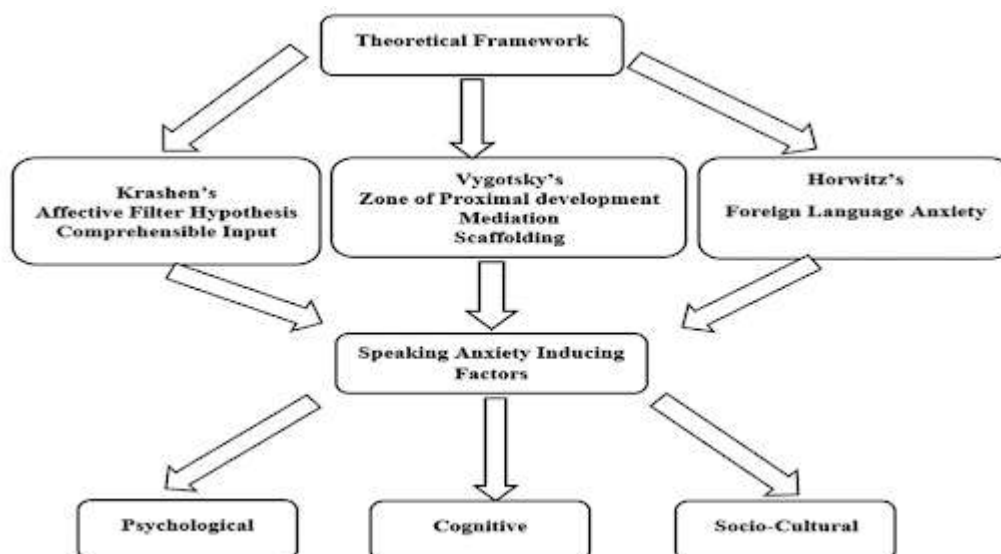 Theoretical Framework
Krashen's
Affective Filter Hypothesis
Comprehensible Input
Vygotsky's
Zone of Proximal development
Mediation
Scaffolding
Horwitz's
Foreign Language Anxiety
Speaking Anxiety Inducing
Factors
Psychological
Cognitive
Socio-Cultural